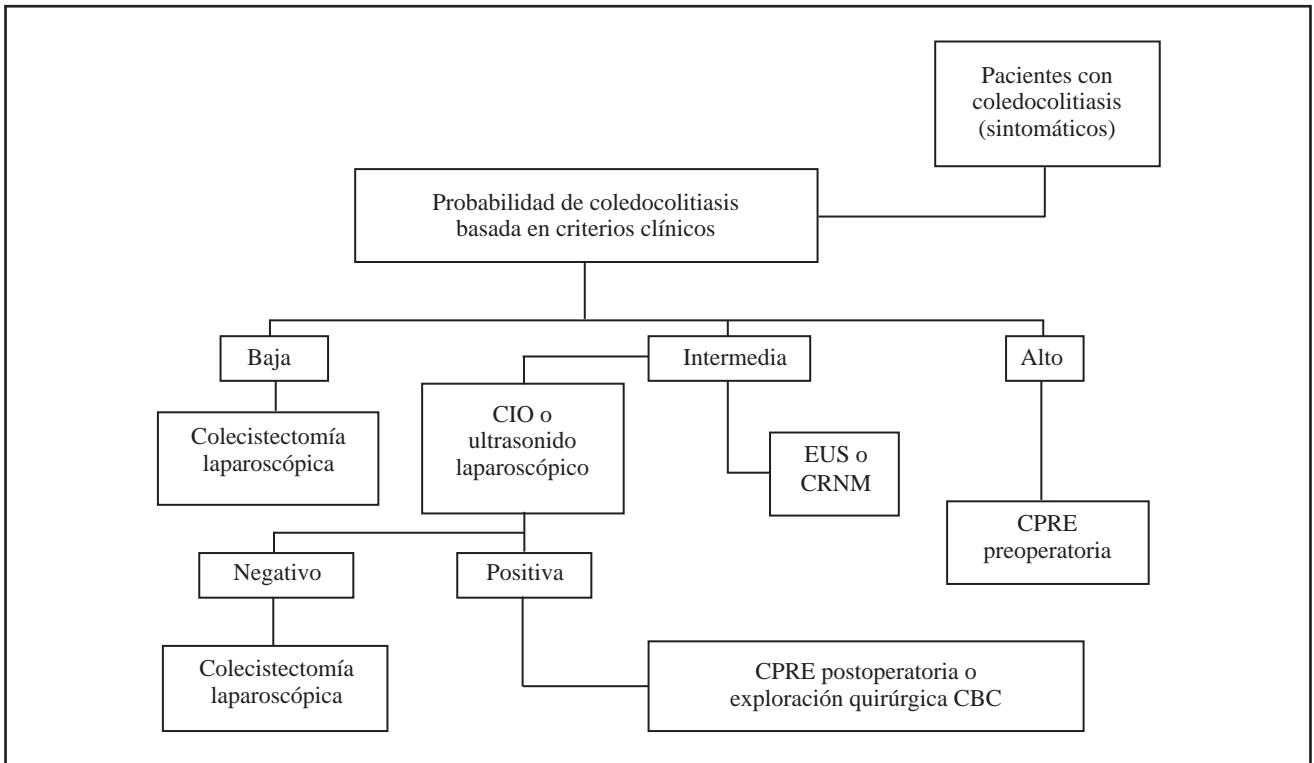 Pacientes con
coledocolitiasis
(sintomáticos)
Probabilidad de coledocolitiasis
basada en criterios clínicos
Baja
Intermedia
Alto
Colecistectomía
laparoscópica
CIO o
ultrasonido
laparoscópico
EUS o
CRNM
CPRE
preoperatoria
Negativo
Positiva
Colecistectomía
laparoscópica
CPRE postoperatoria o
exploración quirúrgica CBC